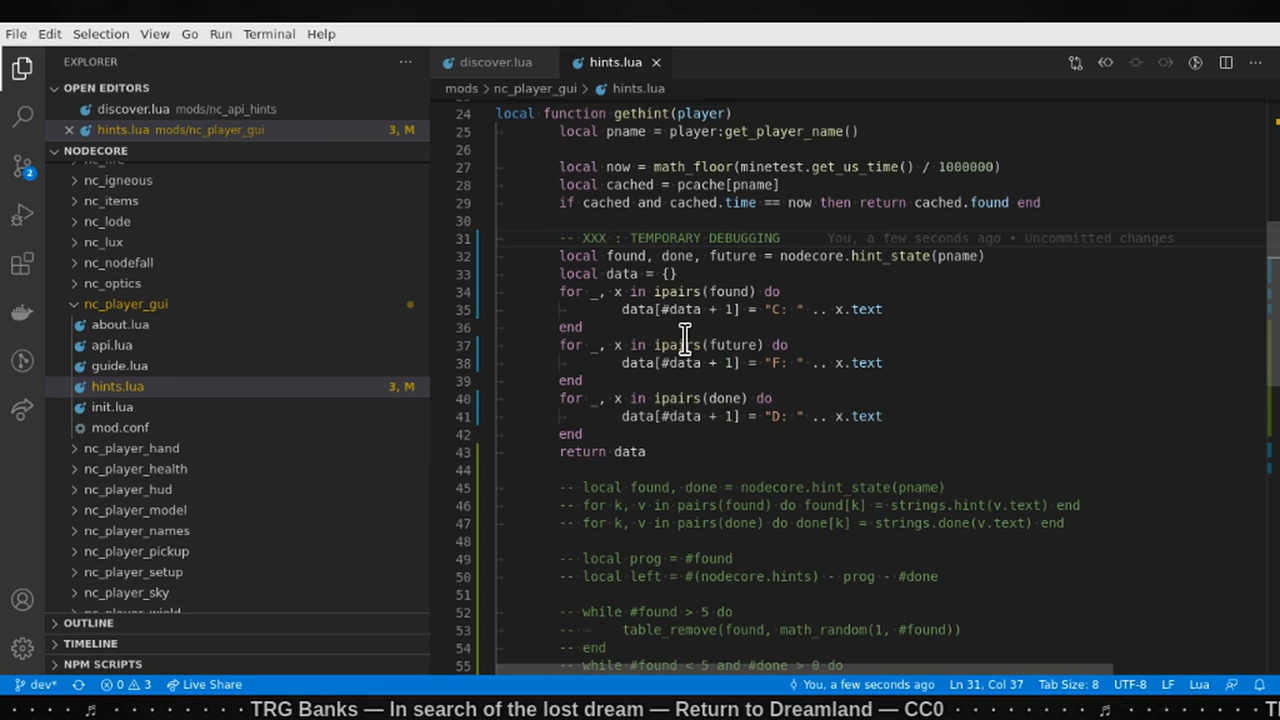 File Edit Selection View Go Run Terminal Help
EXPLORER ···
OPEN EDITORS
discover.lua mods/nc_api_hints
hints.lua mods/nc_player_gui 3, M
NODECORE
nc_igneous
nc_items
nc_lode
nc_lux
nc_nodefall
nc_optics
nc_player_gui
about.lua
api.lua
guide.lua
hints.lua 3, M
init.lua
mod.conf
nc_player_hand
nc_player_health
nc_player_hud
nc_player_model
nc_player_names
nc_player_pickup
nc_player_setup
nc_player_sky
OUTLINE
TIMELINE
NPM SCRIPTS
2
discover.lua hints.lua
mods > nc_player_gui > hints.lua
24 local function gethint(player)
25 local pname = player:get_player_name()
26
27 local now = math_floor(minetest.get_us_time() / 1000000)
28 local cached = pcache[pname]
29 if cached and cached.time == now then return cached.found end
30
31 -- XXX : TEMPORARY DEBUGGING You, a few seconds ago • Uncommitted changes
32 local found, done, future = nodecore.hint_state(pname)
33 local data = {}
34 for _, x in ipairs(found) do
35 data[#data + 1] = "C: " .. x.text
36 end
37 for _, x in ipairs(future) do
38 data[#data + 1] = "F: " .. x.text
39 end
40 for _, x in ipairs(done) do
41 data[#data + 1] = "D: " .. x.text
42 end
43 return data
44
45 -- local found, done = nodecore.hint_state(pname)
46 -- for k, v in pairs(found) do found[k] = strings.hint(v.text) end
47 -- for k, v in pairs(done) do done[k] = strings.done(v.text) end
48
49 -- local prog = #found
50 -- local left = #(nodecore.hints) - prog - #done
51
52 -- while #found > 5 do
53 -- table_remove(found, math_random(1, #found))
54 -- end
55 -- while #found < 5 and #done > 0 do
dev* 0 3 Live Share You, a few seconds ago Ln 31, Col 37 Tab Size: 8 UTF-8 LF Lua
· · · · ♬ · · · · · · · · TRG Banks — In search of the lost dream — Return to Dreamland — CC0 · · · · · · · · ♬ · · · · · · · · T